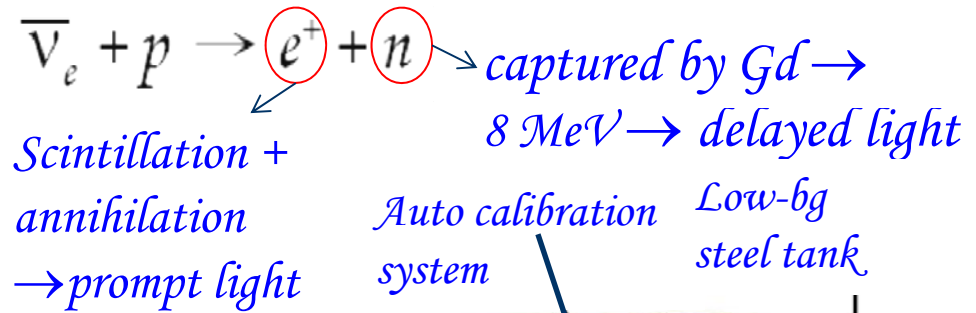 ν̅ₑ + p → e⁺ + n
captured by Gd →
8 MeV → delayed light
Scintillation +
annihilation
→ prompt light
Auto calibration
system
Low-bg
steel tank